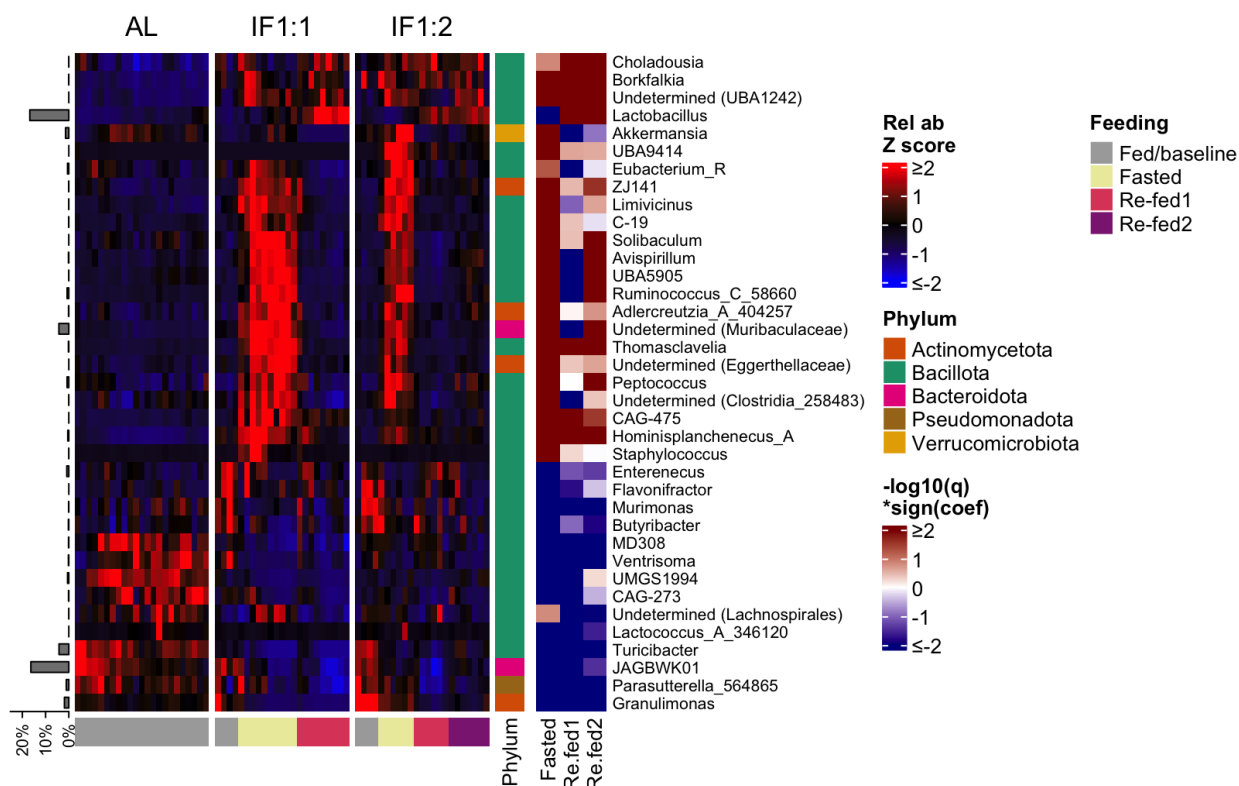 AL IF1:1 IF1:2
Choladousia
Borkfalkia
Undetermined (UBA1242)
Lactobacillus
Akkermansia
UBA9414
Eubacterium_R
ZJ141
Limivicinus
C-19
Solibaculum
Avispirillum
UBA5905
Ruminococcus_C_58660
Adlercreutzia_A_404257
Undetermined (Muribaculaceae)
Thomasclavelia
Undetermined (Eggerthellaceae)
Peptococcus
Undetermined (Clostridia_258483)
CAG-475
Hominisplanchenecus_A
Staphylococcus
Enterenecus
Flavonifractor
Murimonas
Butyribacter
MD308
Ventrisoma
UMGS1994
CAG-273
Undetermined (Lachnospirales)
Lactococcus_A_346120
Turicibacter
JAGBWK01
Parasutterella_564865
Granulimonas
20%
10%
0%
Phylum
Fasted
Re.fed1
Re.fed2
Rel ab
Z score
≥2
1
0
-1
≤-2
Phylum
Actinomycetota
Bacillota
Bacteroidota
Pseudomonadota
Verrucomicrobiota
-log10(q)
*sign(coef)
≥2
1
0
-1
≤-2
Feeding
Fed/baseline
Fasted
Re-fed1
Re-fed2